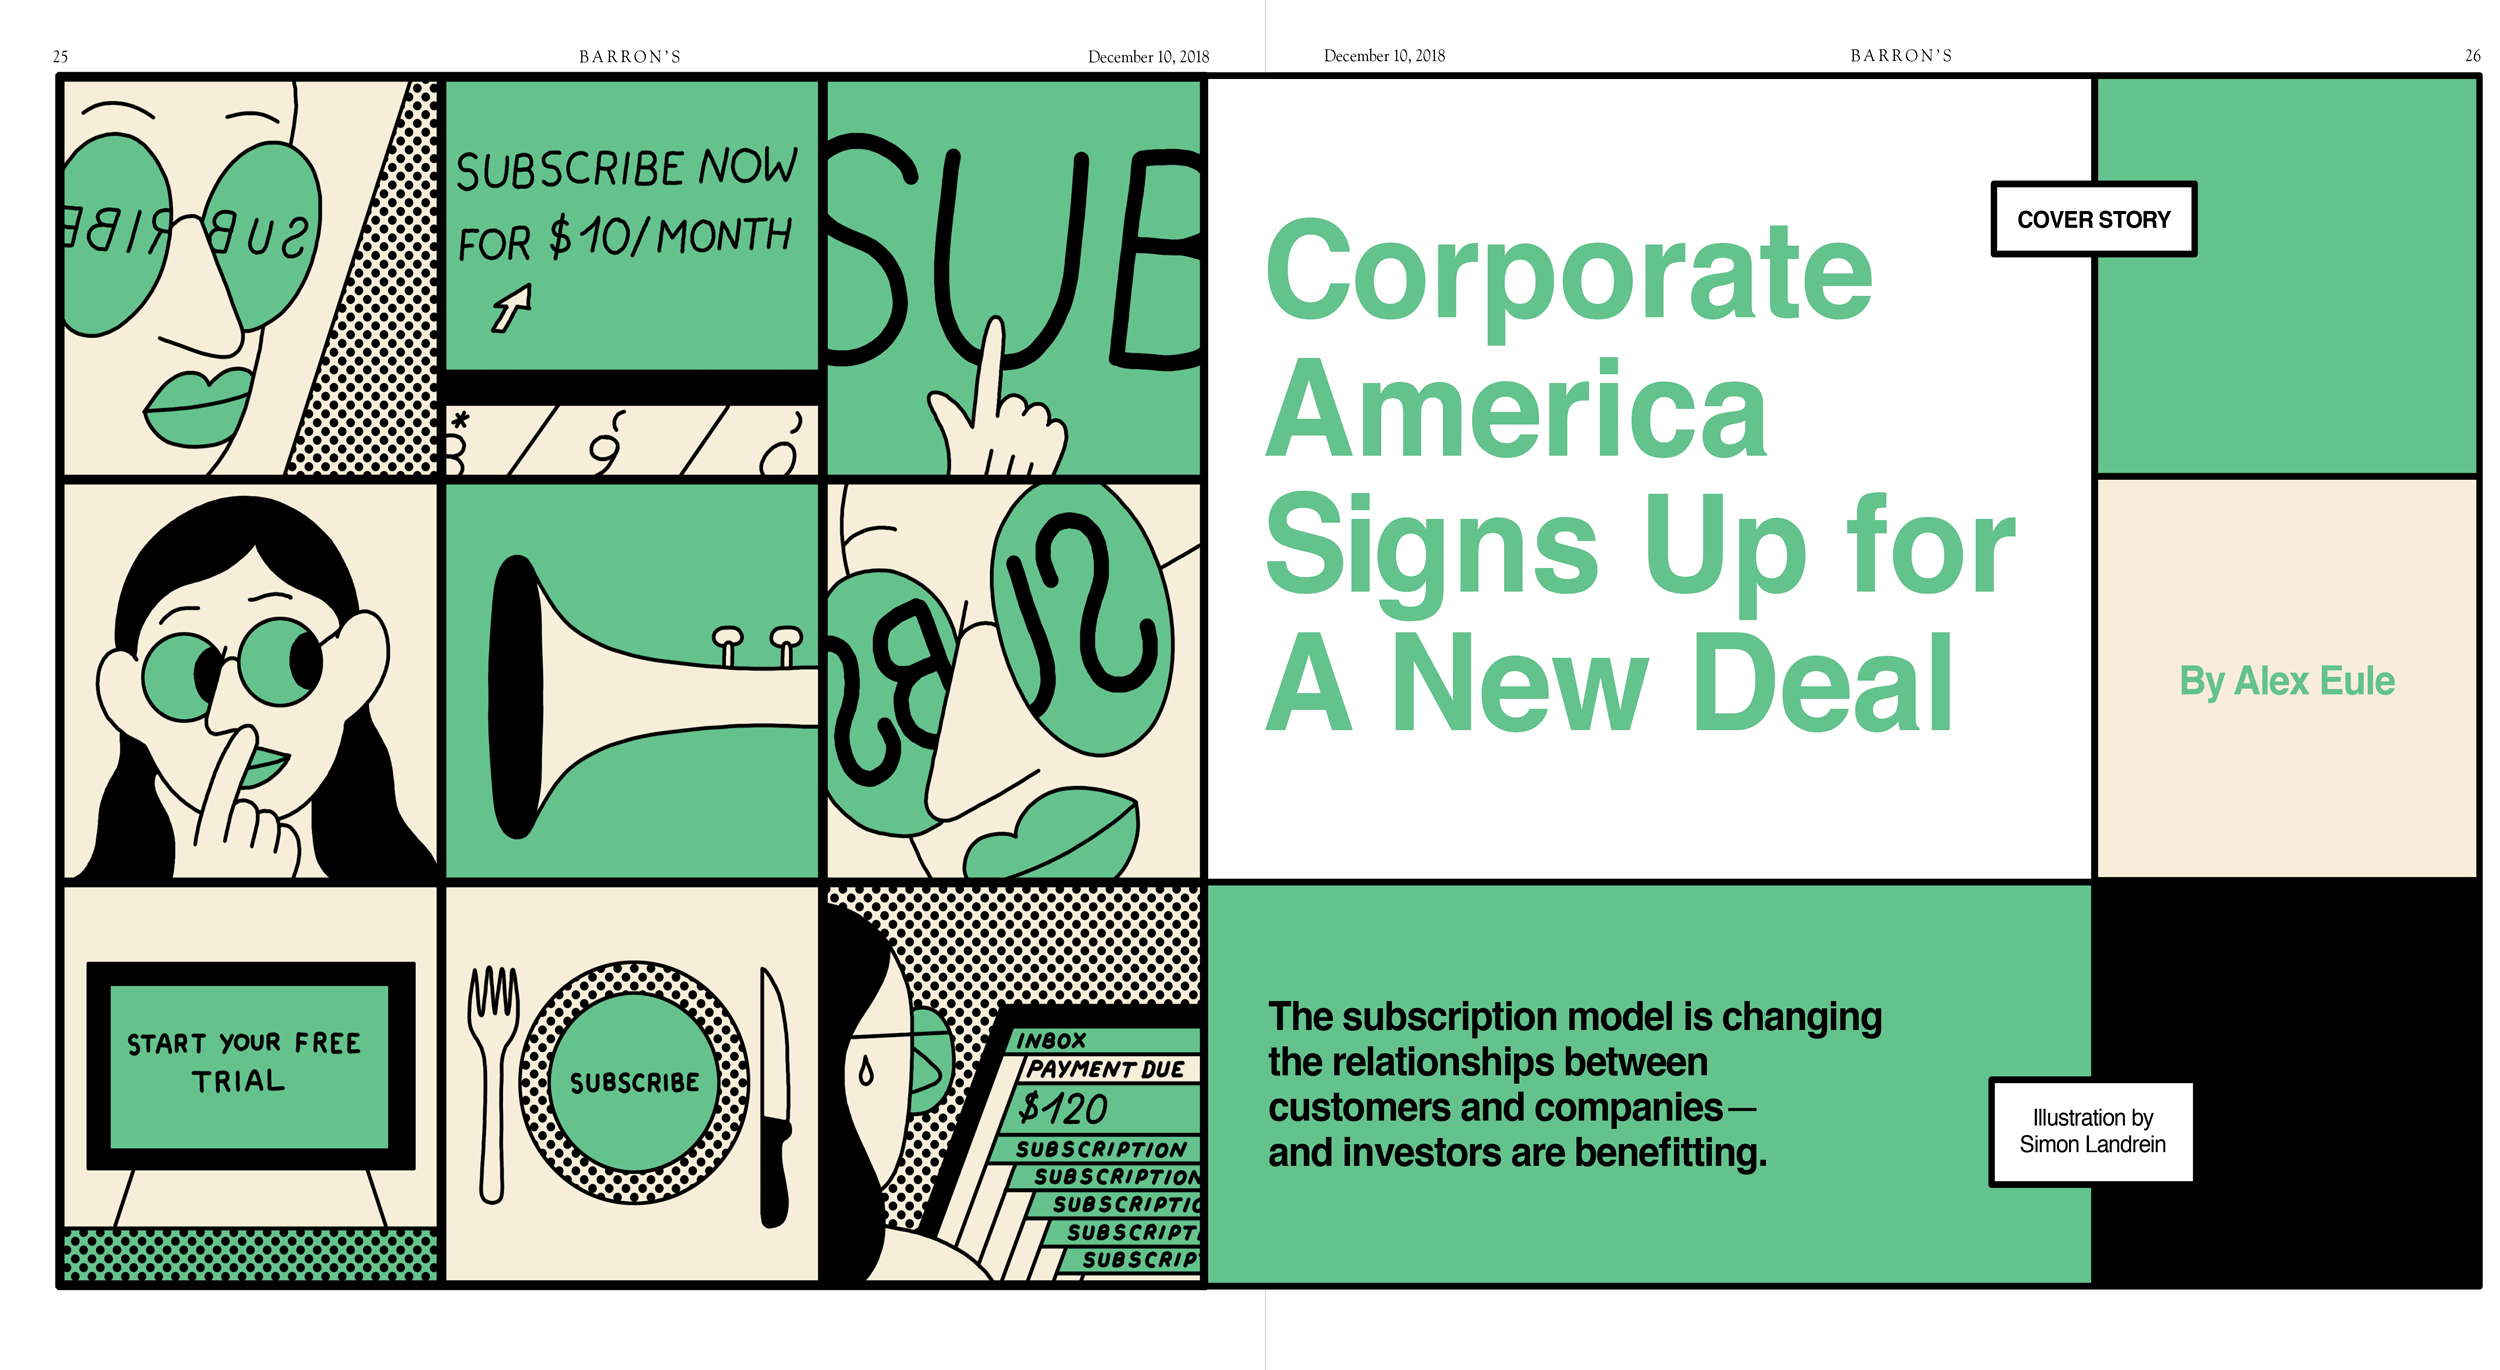 25
BARRON'S
December 10, 2018
December 10, 2018
BARRON'S
26
SUBSCRIBE NOW
FOR $10/MONTH
SUB
SUB
START YOUR FREE
TRIAL
SUBSCRIBE
INBOX
PAYMENT DUE
$120
SUBSCRIPTION
SUBSCRIPTION
SUBSCRIPTIO
SUBSCRIPT
SUBSCRIP
COVER STORY
Corporate
America
Signs Up for
A New Deal
By Alex Eule
The subscription model is changing
the relationships between
customers and companies—
and investors are benefitting.
Illustration by
Simon Landrein